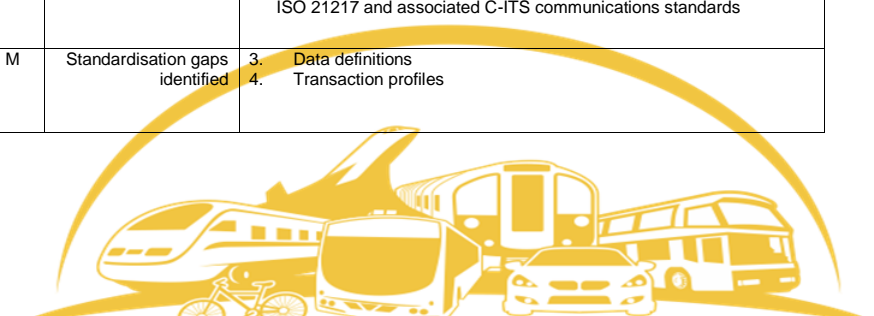 ISO 21217 and associated C-ITS communications standards
M Standardisation gaps identified
3. Data definitions
4. Transaction profiles